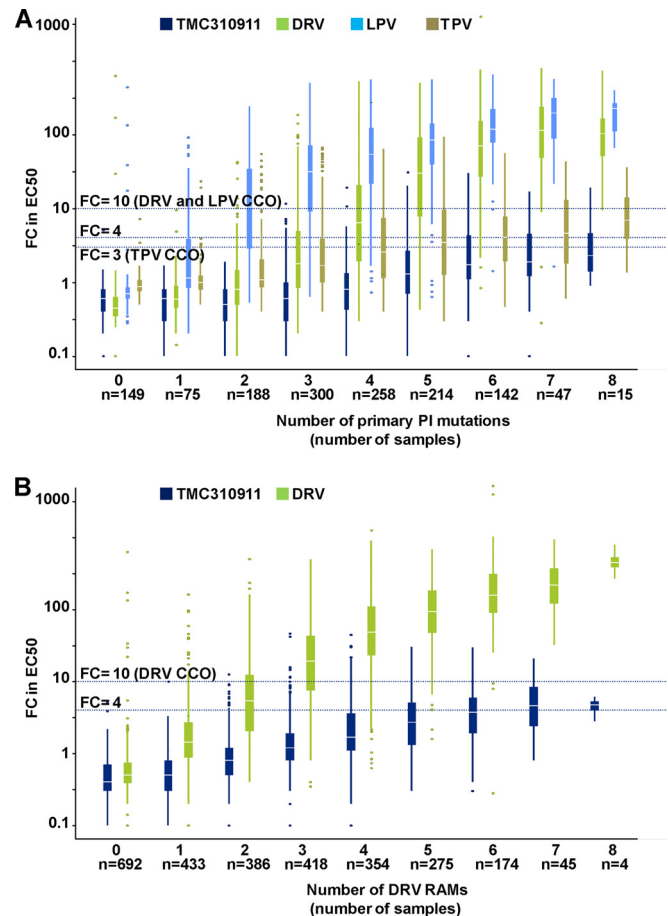 A
TMC310911 DRV LPV TPV
1000
100
FC= 10 (DRV and LPV CCO)
10
FC= 4
FC= 3 (TPV CCO)
1
0.1
FC in EC50
0 1 2 3 4 5 6 7 8
n=149 n=75 n=188 n=300 n=258 n=214 n=142 n=47 n=15
Number of primary PI mutations
(number of samples)
B
TMC310911 DRV
1000
100
FC= 10 (DRV CCO)
10
FC= 4
1
0.1
FC in EC50
0 1 2 3 4 5 6 7 8
n=692 n=433 n=386 n=418 n=354 n=275 n=174 n=45 n=4
Number of DRV RAMs
(number of samples)